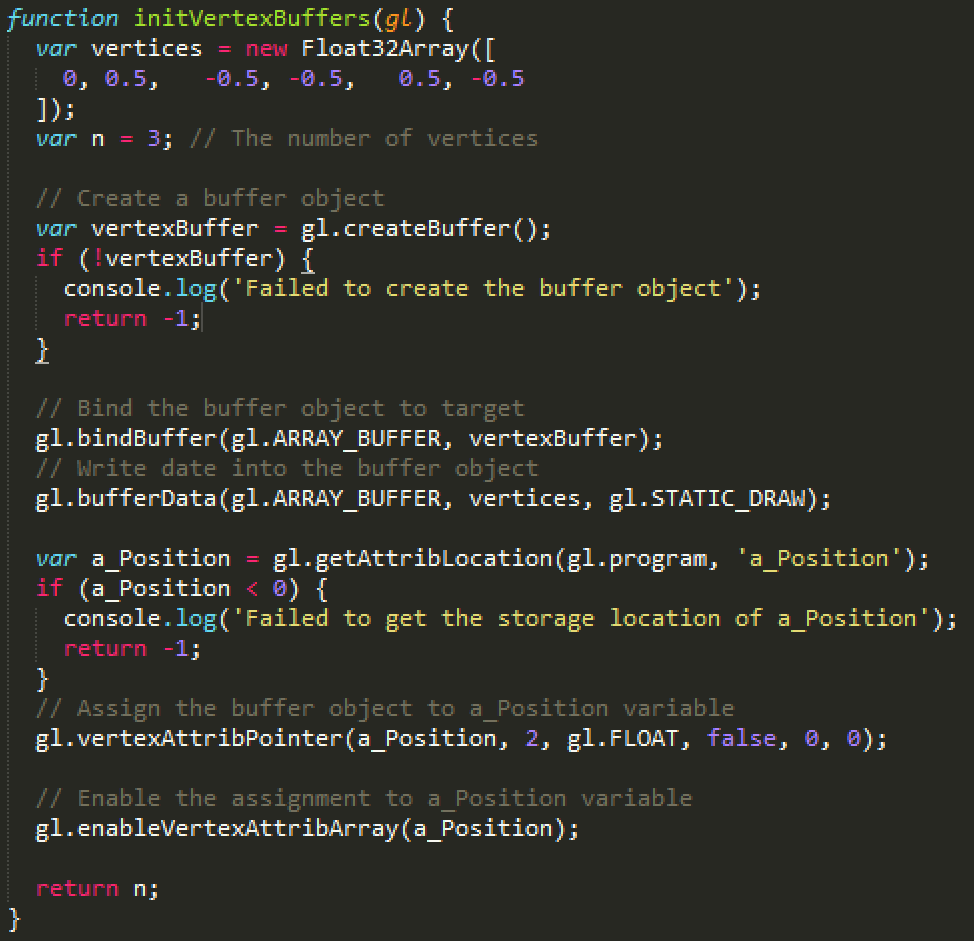 function initVertexBuffers(gl) {
  var vertices = new Float32Array([
    0, 0.5,   -0.5, -0.5,   0.5, -0.5
  ]);
  var n = 3; // The number of vertices

  // Create a buffer object
  var vertexBuffer = gl.createBuffer();
  if (!vertexBuffer) {
    console.log('Failed to create the buffer object');
    return -1;
  }

  // Bind the buffer object to target
  gl.bindBuffer(gl.ARRAY_BUFFER, vertexBuffer);
  // Write date into the buffer object
  gl.bufferData(gl.ARRAY_BUFFER, vertices, gl.STATIC_DRAW);

  var a_Position = gl.getAttribLocation(gl.program, 'a_Position');
  if (a_Position < 0) {
    console.log('Failed to get the storage location of a_Position');
    return -1;
  }
  // Assign the buffer object to a_Position variable
  gl.vertexAttribPointer(a_Position, 2, gl.FLOAT, false, 0, 0);

  // Enable the assignment to a_Position variable
  gl.enableVertexAttribArray(a_Position);

  return n;
}